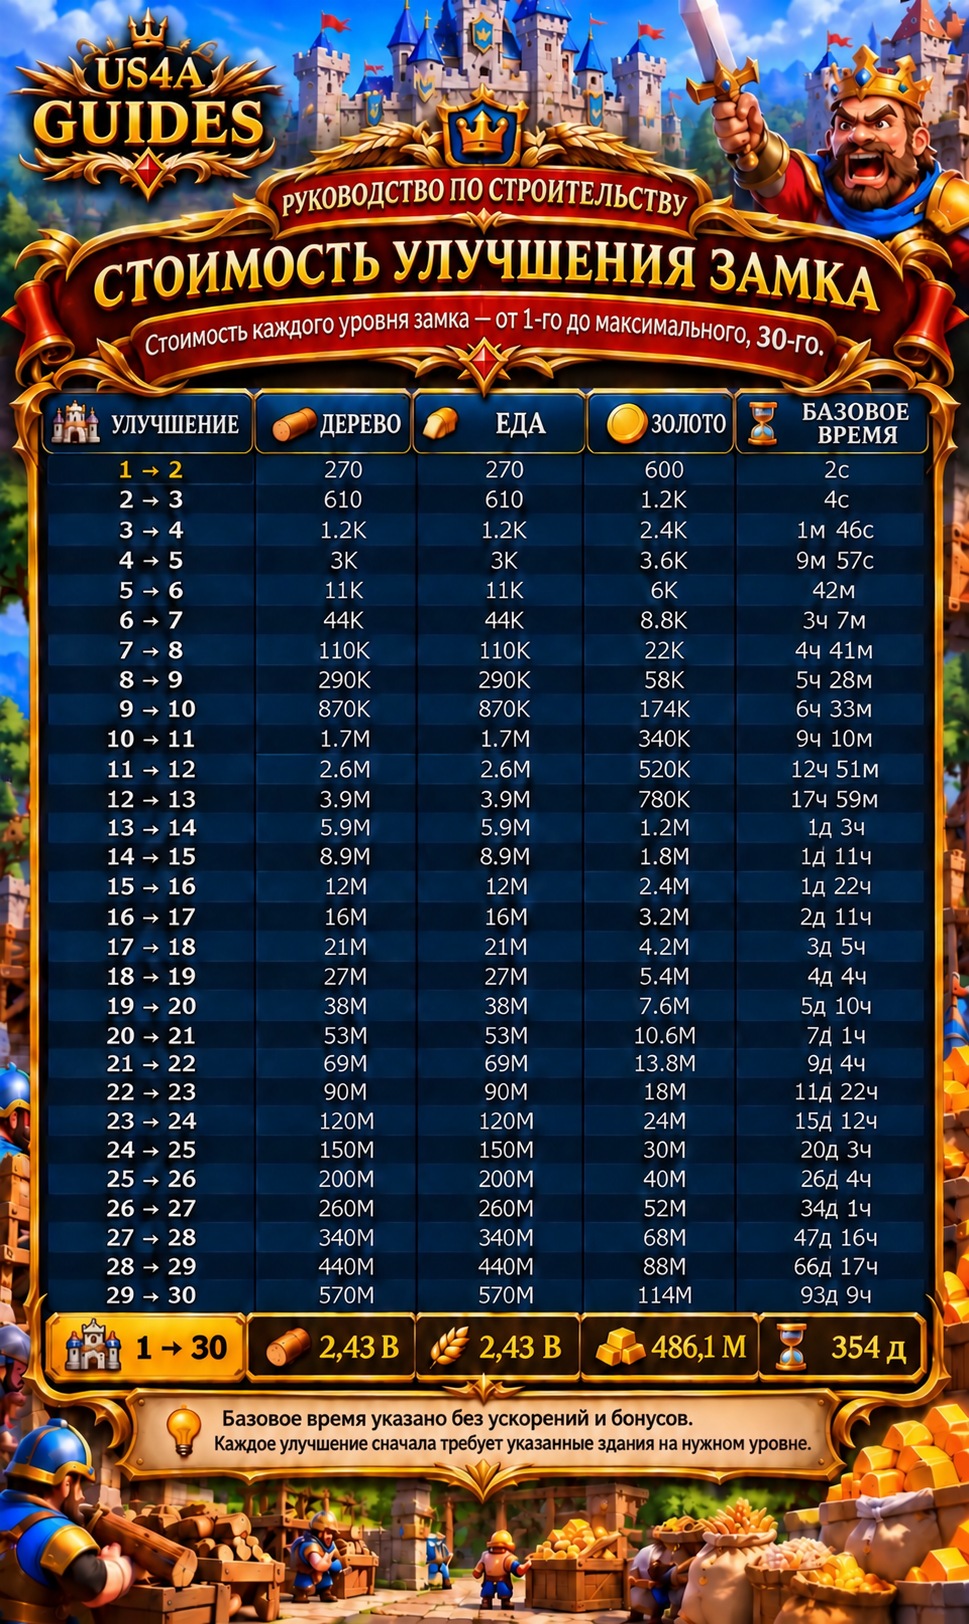 US4A
GUIDES
РУКОВОДСТВО ПО СТРОИТЕЛЬСТВУ
СТОИМОСТЬ УЛУЧШЕНИЯ ЗАМКА
Стоимость каждого уровня замка — от 1-го до максимального, 30-го.
УЛУЧШЕНИЕ ДЕРЕВО ЕДА ЗОЛОТО БАЗОВОЕ ВРЕМЯ
1 → 2 270 270 600 2с
2 → 3 610 610 1.2K 4с
3 → 4 1.2K 1.2K 2.4K 1м 46с
4 → 5 3K 3K 3.6K 9м 57с
5 → 6 11K 11K 6K 42м
6 → 7 44K 44K 8.8K 3ч 7м
7 → 8 110K 110K 22K 4ч 41м
8 → 9 290K 290K 58K 5ч 28м
9 → 10 870K 870K 174K 6ч 33м
10 → 11 1.7M 1.7M 340K 9ч 10м
11 → 12 2.6M 2.6M 520K 12ч 51м
12 → 13 3.9M 3.9M 780K 17ч 59м
13 → 14 5.9M 5.9M 1.2M 1д 3ч
14 → 15 8.9M 8.9M 1.8M 1д 11ч
15 → 16 12M 12M 2.4M 1д 22ч
16 → 17 16M 16M 3.2M 2д 11ч
17 → 18 21M 21M 4.2M 3д 5ч
18 → 19 27M 27M 5.4M 4д 4ч
19 → 20 38M 38M 7.6M 5д 10ч
20 → 21 53M 53M 10.6M 7д 1ч
21 → 22 69M 69M 13.8M 9д 4ч
22 → 23 90M 90M 18M 11д 22ч
23 → 24 120M 120M 24M 15д 12ч
24 → 25 150M 150M 30M 20д 3ч
25 → 26 200M 200M 40M 26д 4ч
26 → 27 260M 260M 52M 34д 1ч
27 → 28 340M 340M 68M 47д 16ч
28 → 29 440M 440M 88M 66д 17ч
29 → 30 570M 570M 114M 93д 9ч
1 → 30 2,43 B 2,43 B 486,1 M 354 д
Базовое время указано без ускорений и бонусов.
Каждое улучшение сначала требует указанные здания на нужном уровне.